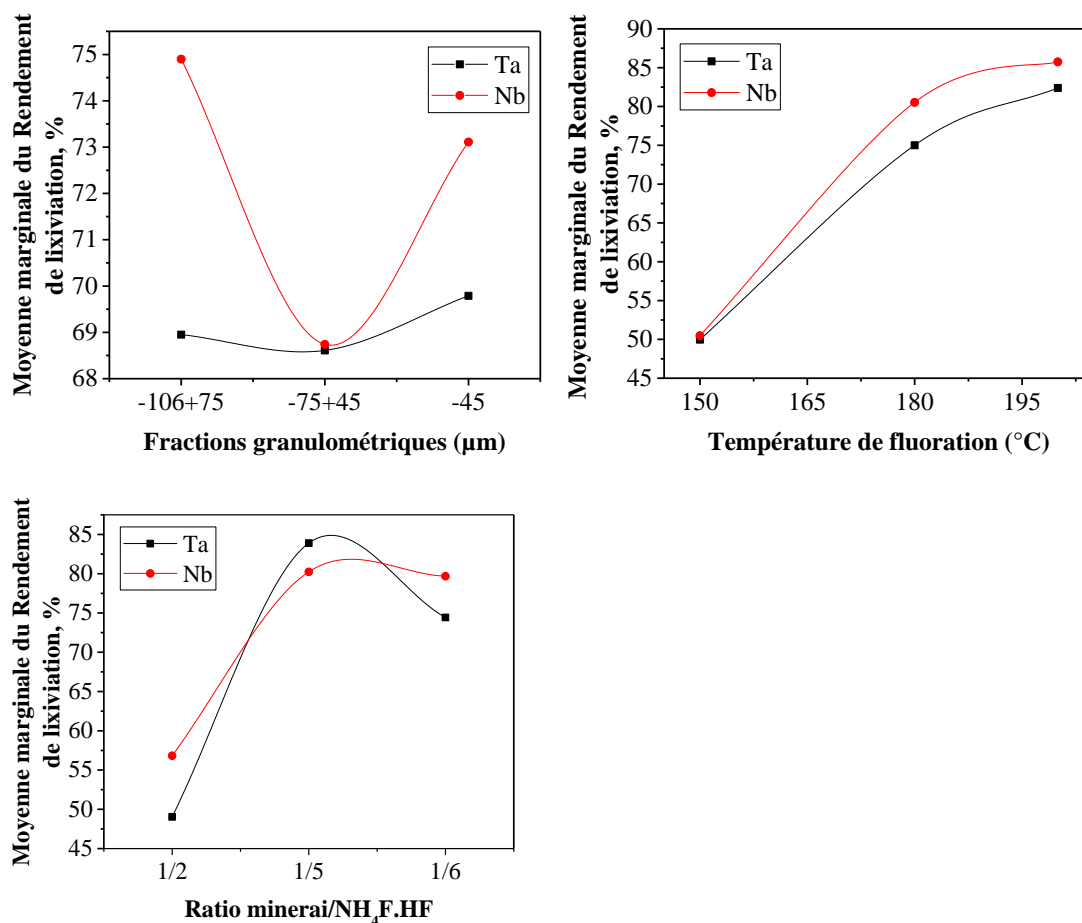 Moyenne marginale du Rendement
de lixiviation, %
75
74
73
72
71
70
69
68
Ta
Nb
-106+75
-75+45
-45
Fractions granulométriques (µm)
Moyenne marginale du Rendement
de lixiviation, %
90
85
80
75
70
65
60
55
50
45
Ta
Nb
150
165
180
195
Température de fluoration (°C)
Moyenne marginale du Rendement
de lixiviation, %
85
80
75
70
65
60
55
50
45
Ta
Nb
1/2
1/5
1/6
Ratio minerai/NH₄F.HF